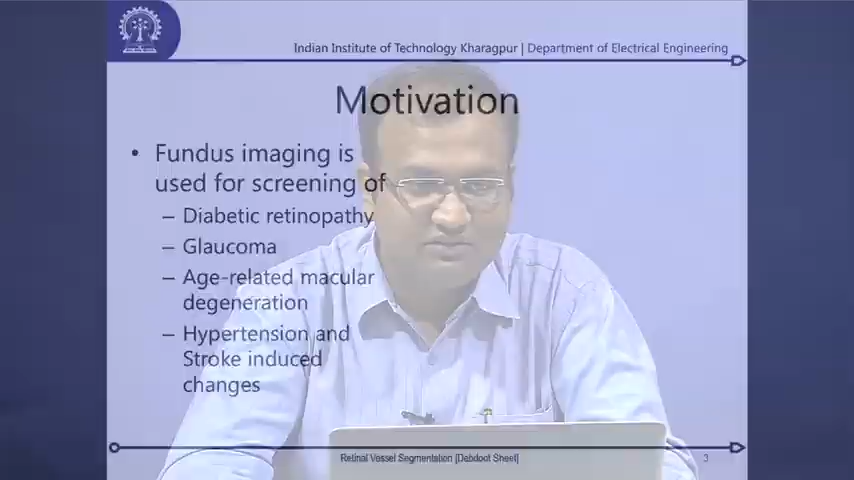 Indian Institute of Technology Kharagpur | Department of Electrical Engineering
Motivation
• Fundus imaging is
used for screening of
– Diabetic retinopathy
– Glaucoma
– Age-related macular
degeneration
– Hypertension and
Stroke induced
changes
Retinal Vessel Segmentation [Debdoot Sheet]
3